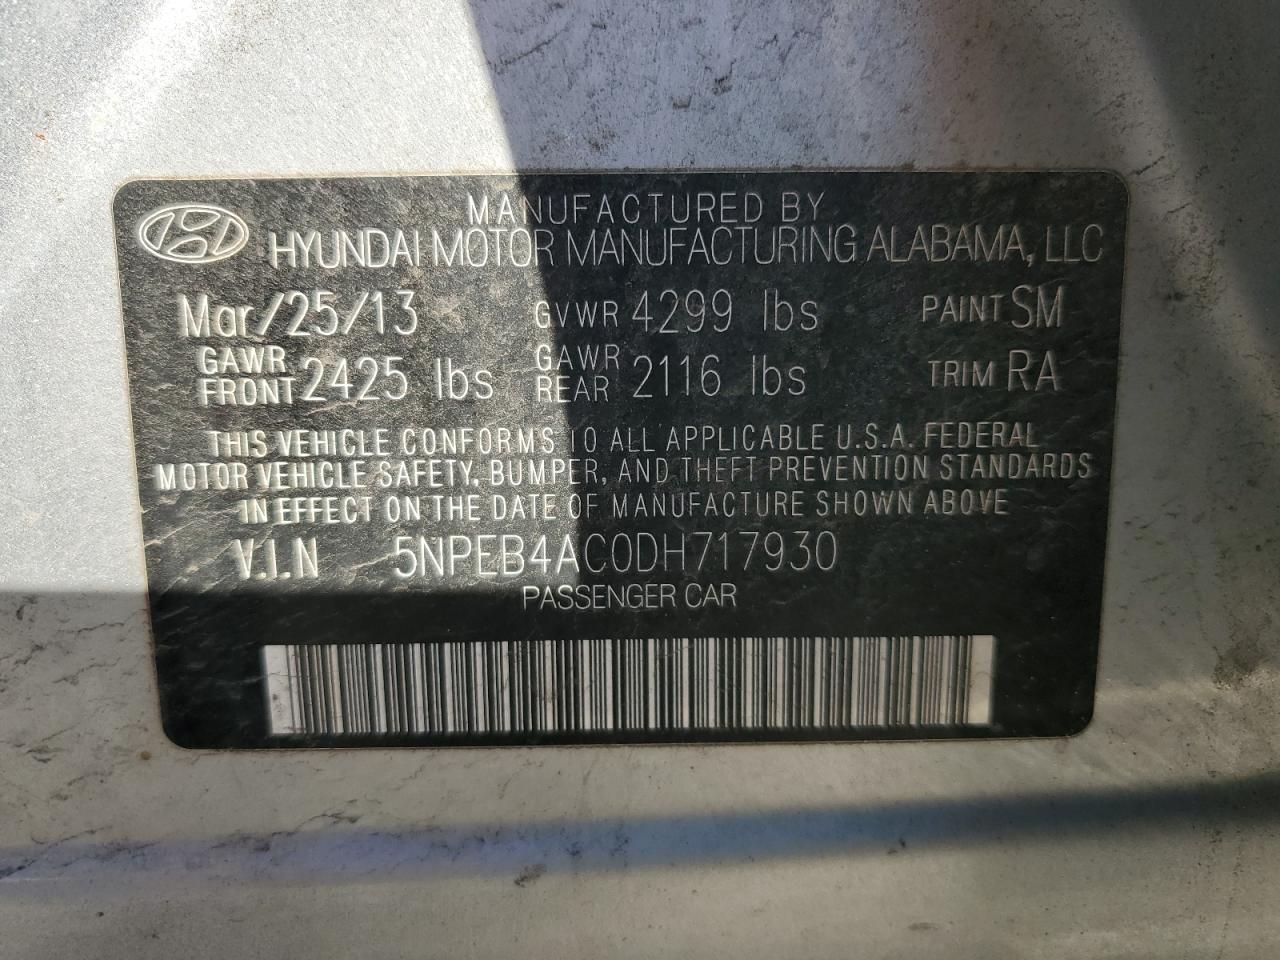 MANUFACTURED BY
HYUNDAI MOTOR MANUFACTURING ALABAMA, LLC
Mar/25/13 GVWR 4299 lbs PAINT SM
GAWR FRONT 2425 lbs GAWR REAR 2116 lbs TRIM RA
THIS VEHICLE CONFORMS TO ALL APPLICABLE U.S.A. FEDERAL
MOTOR VEHICLE SAFETY, BUMPER, AND THEFT PREVENTION STANDARDS
IN EFFECT ON THE DATE OF MANUFACTURE SHOWN ABOVE
V.I.N 5NPEB4AC0DH717930
PASSENGER CAR